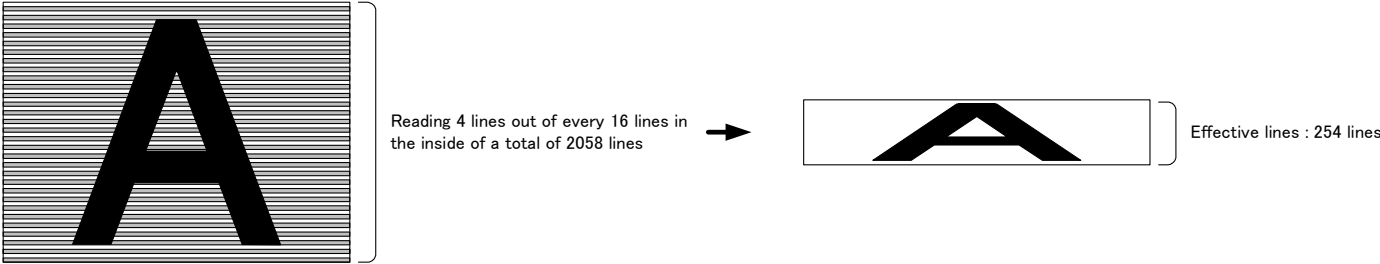 A
Reading 4 lines out of every 16 lines in
the inside of a total of 2058 lines
A
Effective lines : 254 lines